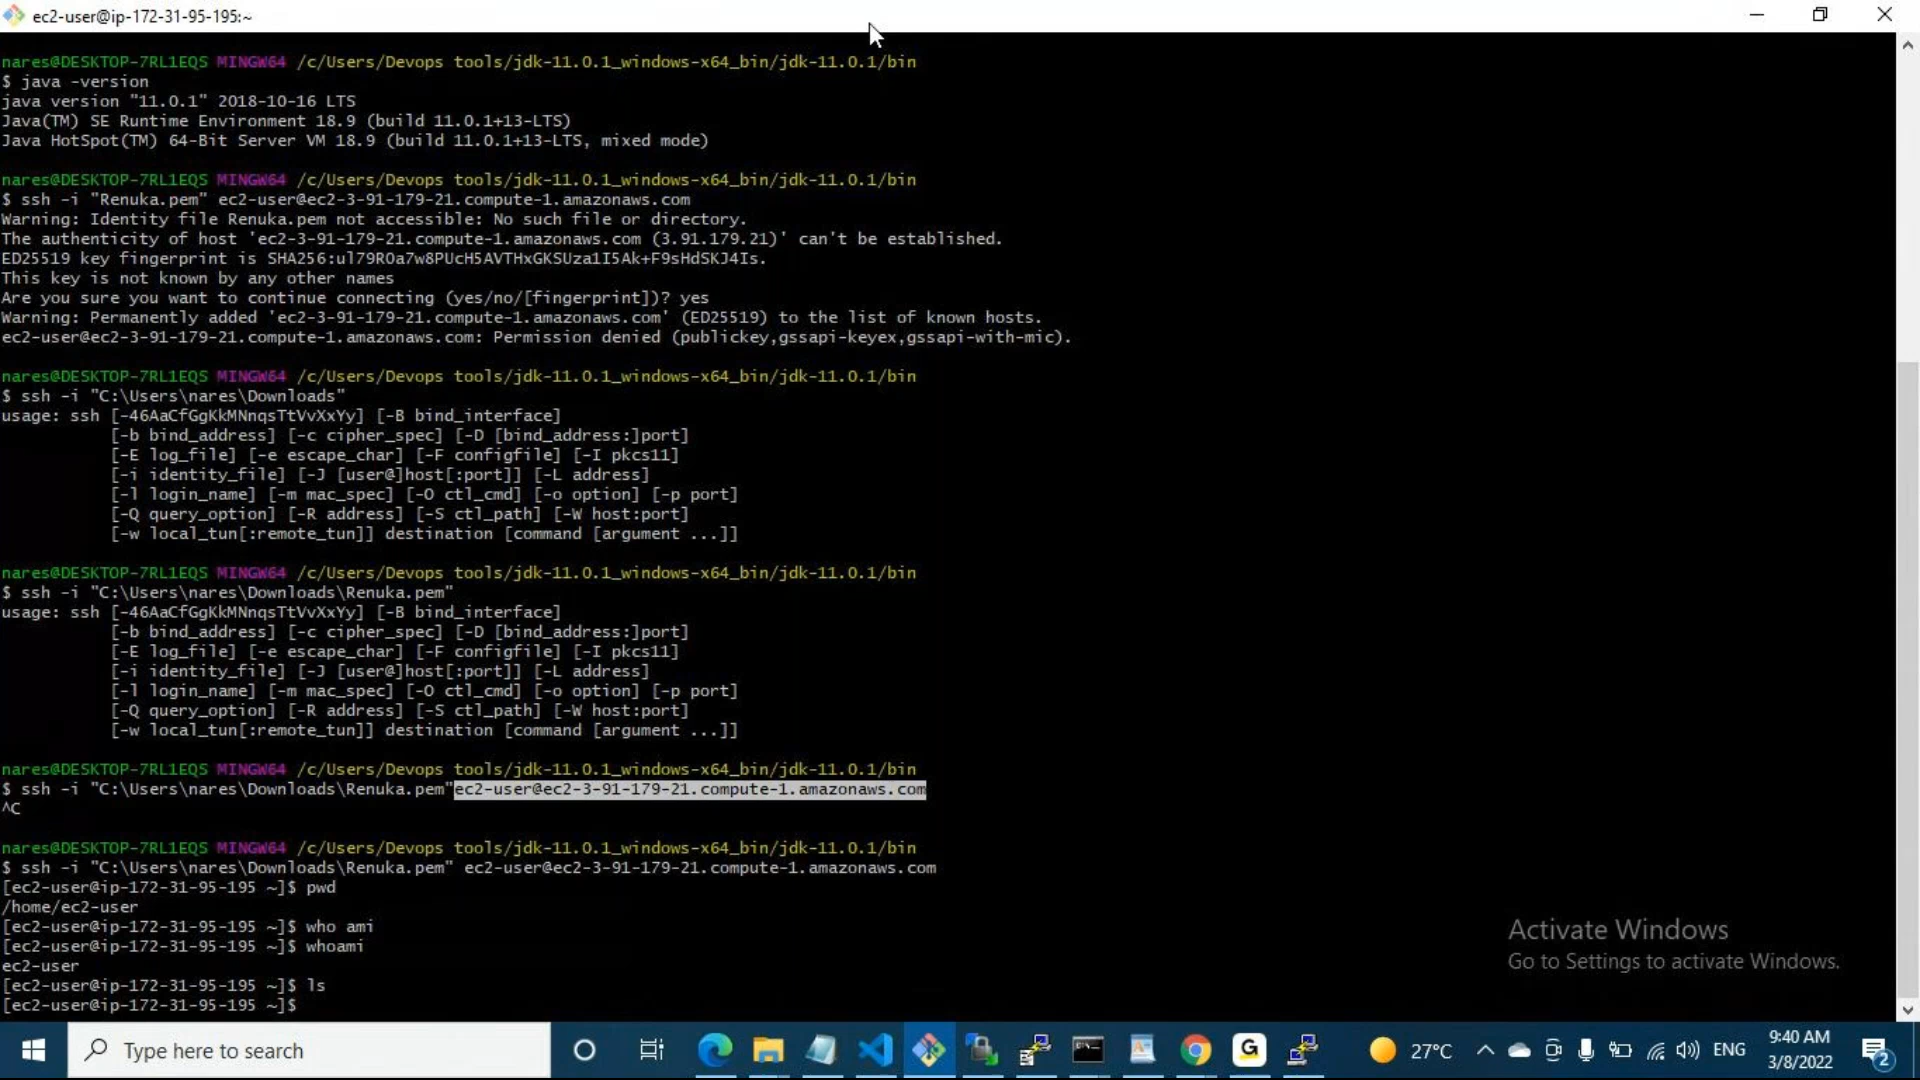 ec2-user@ip-172-31-95-195:~
nares@DESKTOP-7RL1EQS MINGW64 /c/Users/Devops tools/jdk-11.0.1_windows-x64_bin/jdk-11.0.1/bin
$ java -version
java version "11.0.1" 2018-10-16 LTS
Java(TM) SE Runtime Environment 18.9 (build 11.0.1+13-LTS)
Java HotSpot(TM) 64-Bit Server VM 18.9 (build 11.0.1+13-LTS, mixed mode)
nares@DESKTOP-7RL1EQS MINGW64 /c/Users/Devops tools/jdk-11.0.1_windows-x64_bin/jdk-11.0.1/bin
$ ssh -i "Renuka.pem" ec2-user@ec2-3-91-179-21.compute-1.amazonaws.com
Warning: Identity file Renuka.pem not accessible: No such file or directory.
The authenticity of host 'ec2-3-91-179-21.compute-1.amazonaws.com (3.91.179.21)' can't be established.
ED25519 key fingerprint is SHA256:ul79ROa7w8PUcH5AVTHxGKSUza1I5Ak+F9sHdSKJ4Is.
This key is not known by any other names
Are you sure you want to continue connecting (yes/no/[fingerprint])? yes
Warning: Permanently added 'ec2-3-91-179-21.compute-1.amazonaws.com' (ED25519) to the list of known hosts.
ec2-user@ec2-3-91-179-21.compute-1.amazonaws.com: Permission denied (publickey,gssapi-keyex,gssapi-with-mic).
nares@DESKTOP-7RL1EQS MINGW64 /c/Users/Devops tools/jdk-11.0.1_windows-x64_bin/jdk-11.0.1/bin
$ ssh -i "C:\Users\nares\Downloads"
usage: ssh [-46AaCfGgKkMNnqsTtVvXxYy] [-B bind_interface]
[-b bind_address] [-c cipher_spec] [-D [bind_address:]port]
[-E log_file] [-e escape_char] [-F configfile] [-I pkcs11]
[-i identity_file] [-J [user@]host[:port]] [-L address]
[-l login_name] [-m mac_spec] [-O ctl_cmd] [-o option] [-p port]
[-Q query_option] [-R address] [-S ctl_path] [-W host:port]
[-w local_tun[:remote_tun]] destination [command [argument ...]]
nares@DESKTOP-7RL1EQS MINGW64 /c/Users/Devops tools/jdk-11.0.1_windows-x64_bin/jdk-11.0.1/bin
$ ssh -i "C:\Users\nares\Downloads\Renuka.pem"
usage: ssh [-46AaCfGgKkMNnqsTtVvXxYy] [-B bind_interface]
[-b bind_address] [-c cipher_spec] [-D [bind_address:]port]
[-E log_file] [-e escape_char] [-F configfile] [-I pkcs11]
[-i identity_file] [-J [user@]host[:port]] [-L address]
[-l login_name] [-m mac_spec] [-O ctl_cmd] [-o option] [-p port]
[-Q query_option] [-R address] [-S ctl_path] [-W host:port]
[-w local_tun[:remote_tun]] destination [command [argument ...]]
nares@DESKTOP-7RL1EQS MINGW64 /c/Users/Devops tools/jdk-11.0.1_windows-x64_bin/jdk-11.0.1/bin
$ ssh -i "C:\Users\nares\Downloads\Renuka.pem"ec2-user@ec2-3-91-179-21.compute-1.amazonaws.com
^C
nares@DESKTOP-7RL1EQS MINGW64 /c/Users/Devops tools/jdk-11.0.1_windows-x64_bin/jdk-11.0.1/bin
$ ssh -i "C:\Users\nares\Downloads\Renuka.pem" ec2-user@ec2-3-91-179-21.compute-1.amazonaws.com
[ec2-user@ip-172-31-95-195 ~]$ pwd
/home/ec2-user
[ec2-user@ip-172-31-95-195 ~]$ who ami
[ec2-user@ip-172-31-95-195 ~]$ whoami
ec2-user
[ec2-user@ip-172-31-95-195 ~]$ ls
[ec2-user@ip-172-31-95-195 ~]$
Activate Windows
Go to Settings to activate Windows.
Type here to search
G
27°C
ENG
9:40 AM
3/8/2022
2